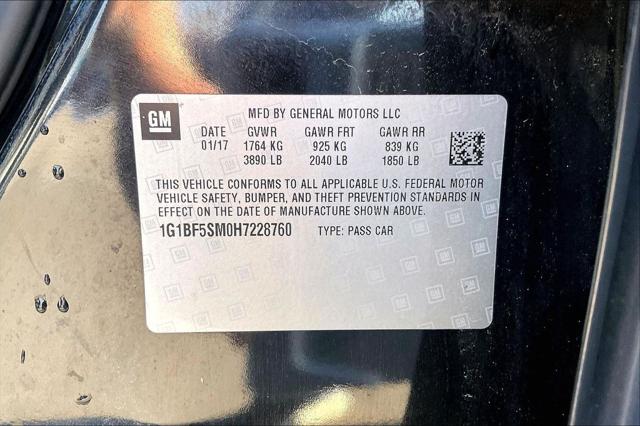 GM
MFD BY GENERAL MOTORS LLC
DATE GVWR GAWR FRT GAWR RR
01/17 1764 KG 925 KG 839 KG
3890 LB 2040 LB 1850 LB
THIS VEHICLE CONFORMS TO ALL APPLICABLE U.S. FEDERAL MOTOR
VEHICLE SAFETY, BUMPER, AND THEFT PREVENTION STANDARDS IN
EFFECT ON THE DATE OF MANUFACTURE SHOWN ABOVE.
1G1BF5SM0H7228760 TYPE: PASS CAR